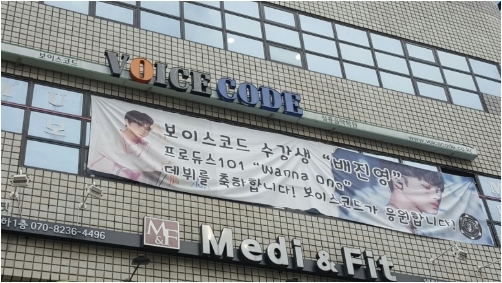 보이스코드
VOICE CODE
보이스코드 수강생 "배진영"
프로듀스101 "Wanna One"
데뷔를 축하합니다! 보이스코드가 응원합니다!
M&F
Medi & Fit
070-8236-4496